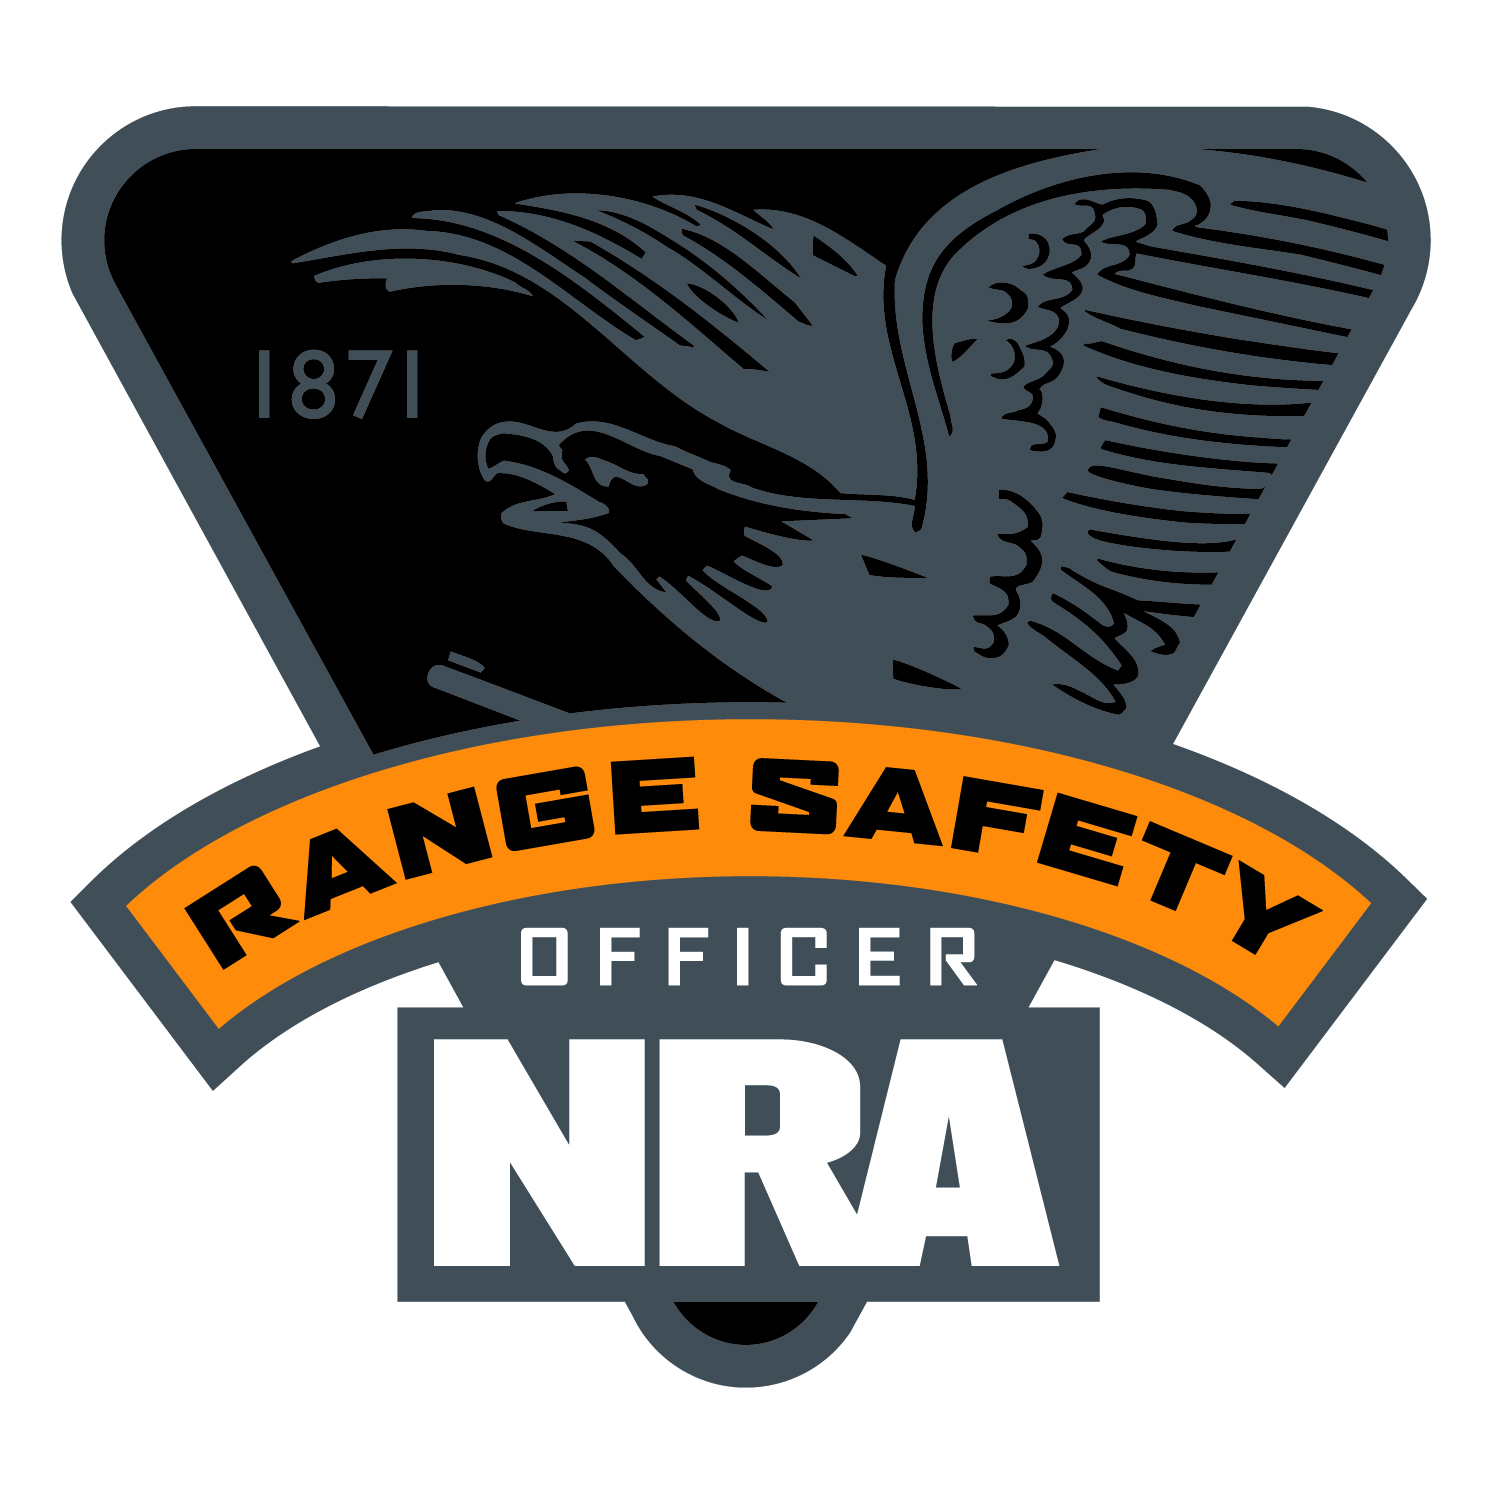 1871
RANGE SAFETY
OFFICER
NRA